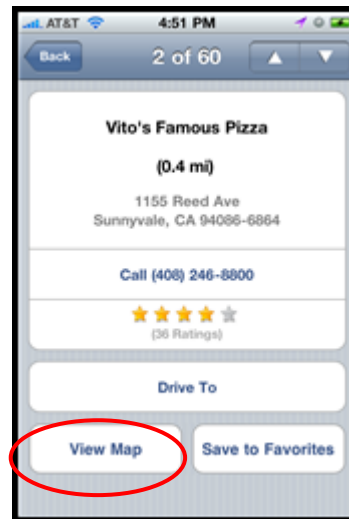 AT&T 4:51 PM
Back 2 of 60
Vito's Famous Pizza
(0.4 mi)
1155 Reed Ave
Sunnyvale, CA 94086-6864
Call (408) 246-8800
(36 Ratings)
Drive To
View Map Save to Favorites